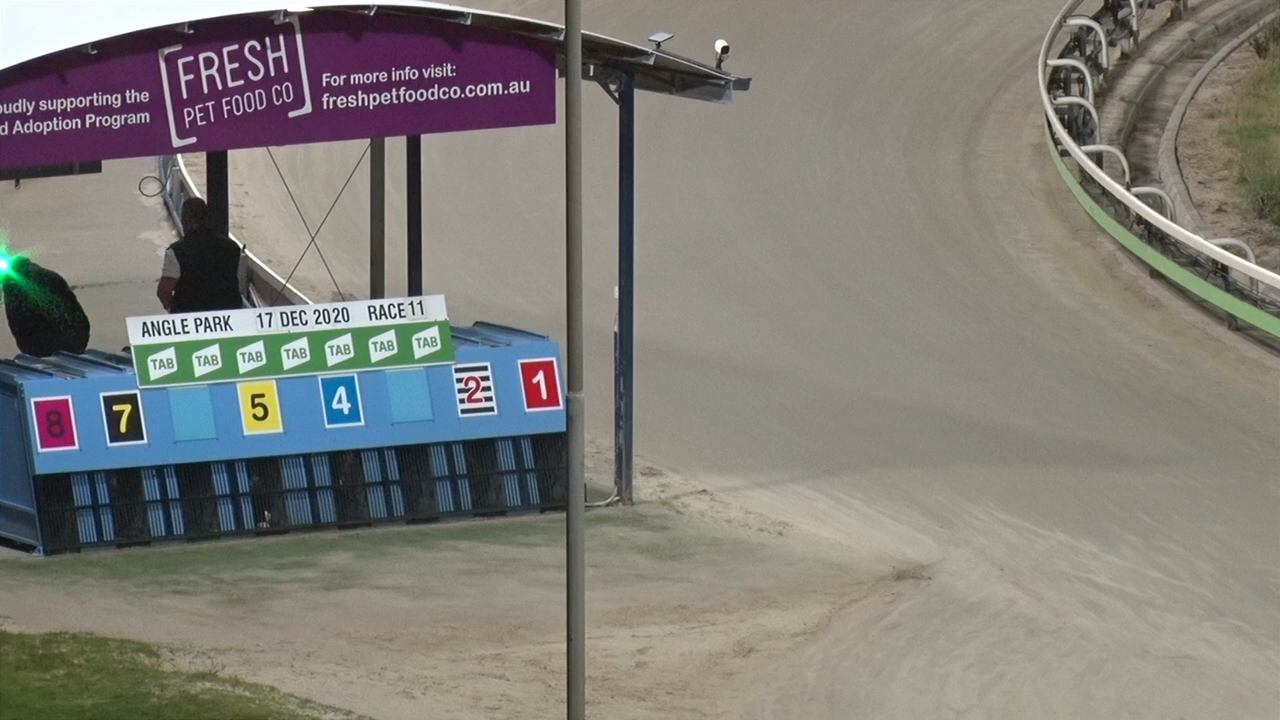 oudly supporting the
d Adoption Program
FRESH
PET FOOD CO
For more info visit:
freshpetfoodco.com.au
ANGLE PARK 17 DEC 2020 RACE 11
TAB TAB TAB TAB TAB TAB TAB
8 7 5 4 2 1